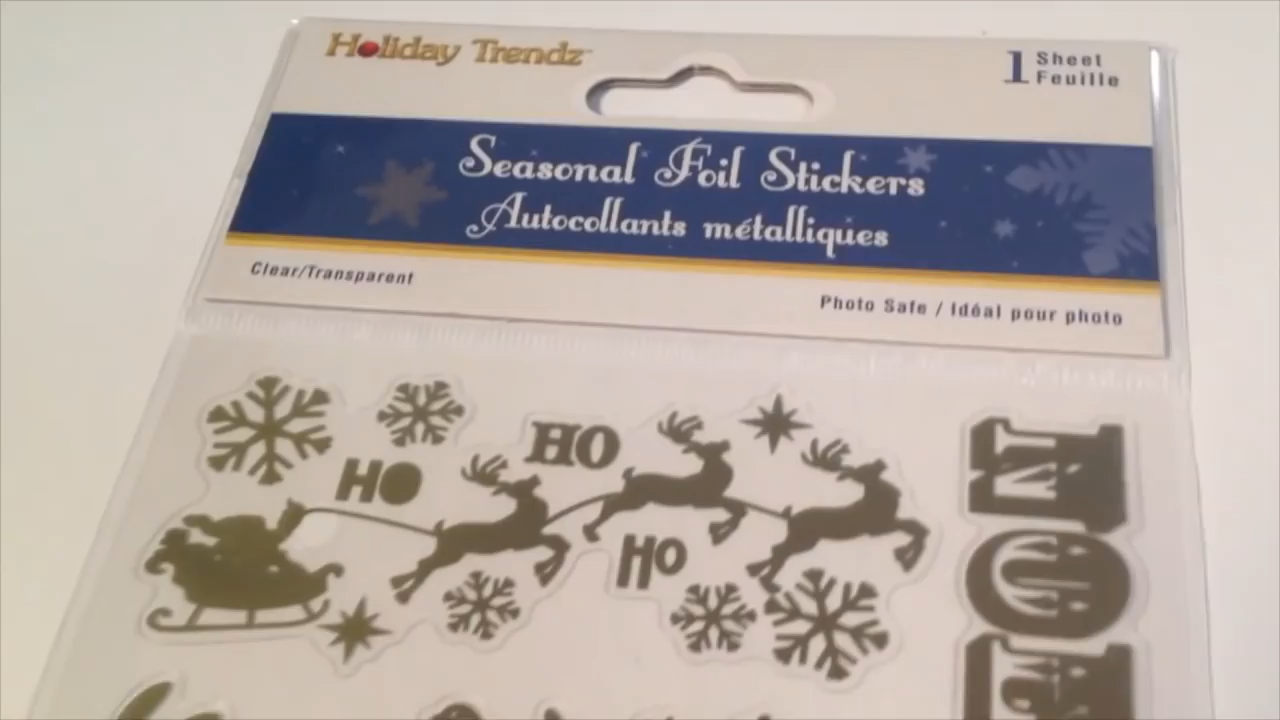 Holiday Trendz
1 Sheet
Feuille
Seasonal Foil Stickers
Autocollants métalliques
Clear/Transparent
Photo Safe / Idéal pour photo
HO
HO
HO